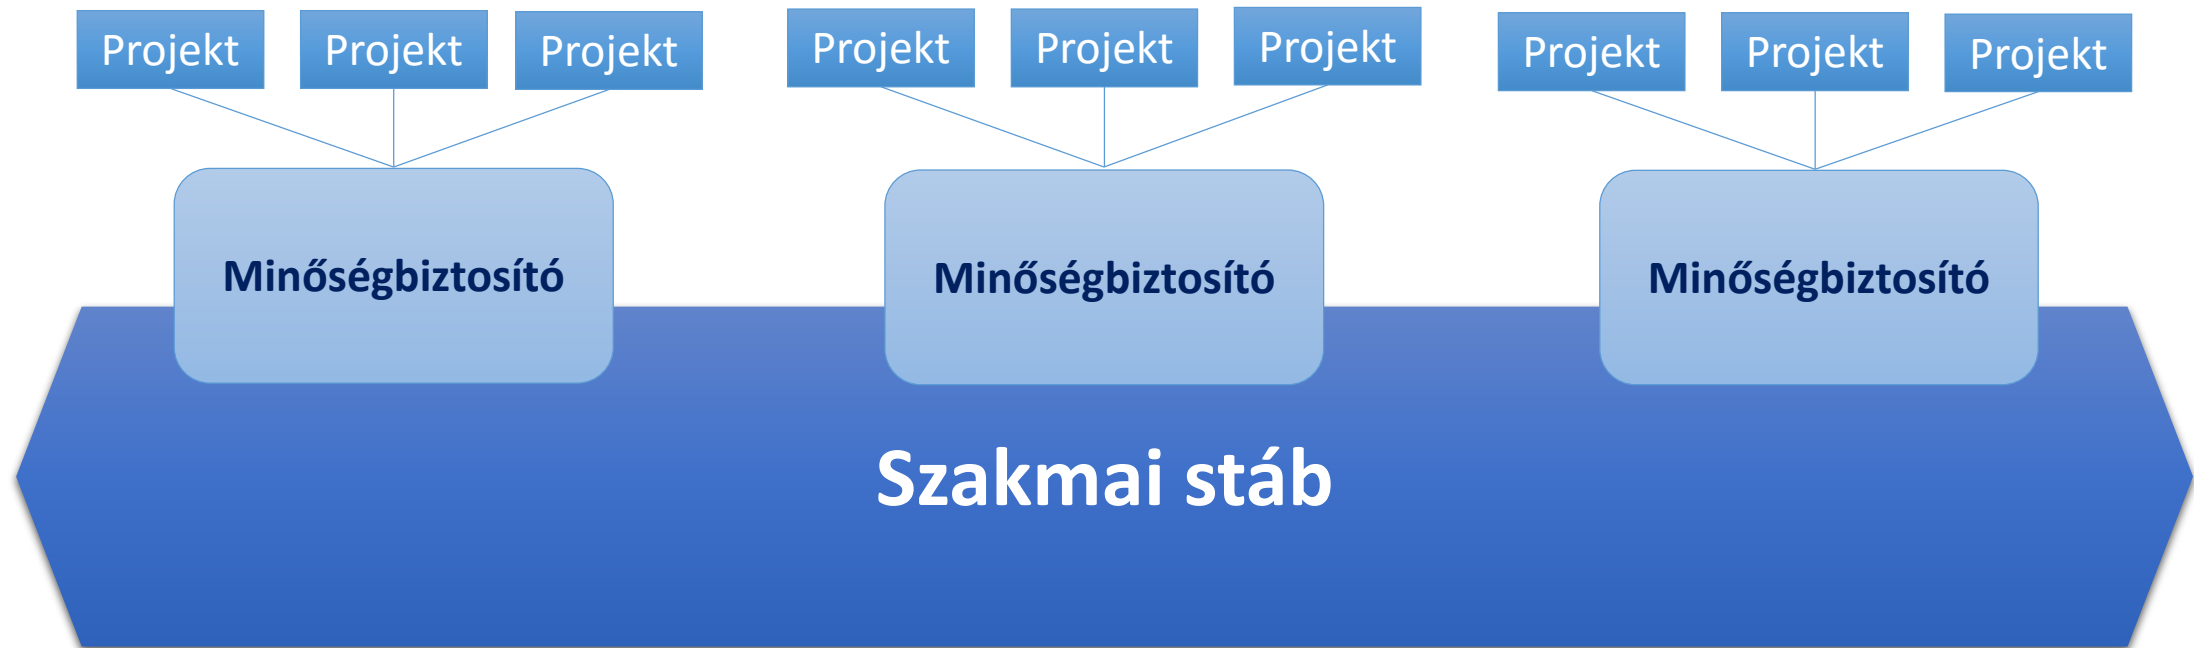 Projekt
Projekt
Projekt
Projekt
Projekt
Projekt
Projekt
Projekt
Projekt
Minőségbiztosító
Minőségbiztosító
Minőségbiztosító
Szakmai stáb